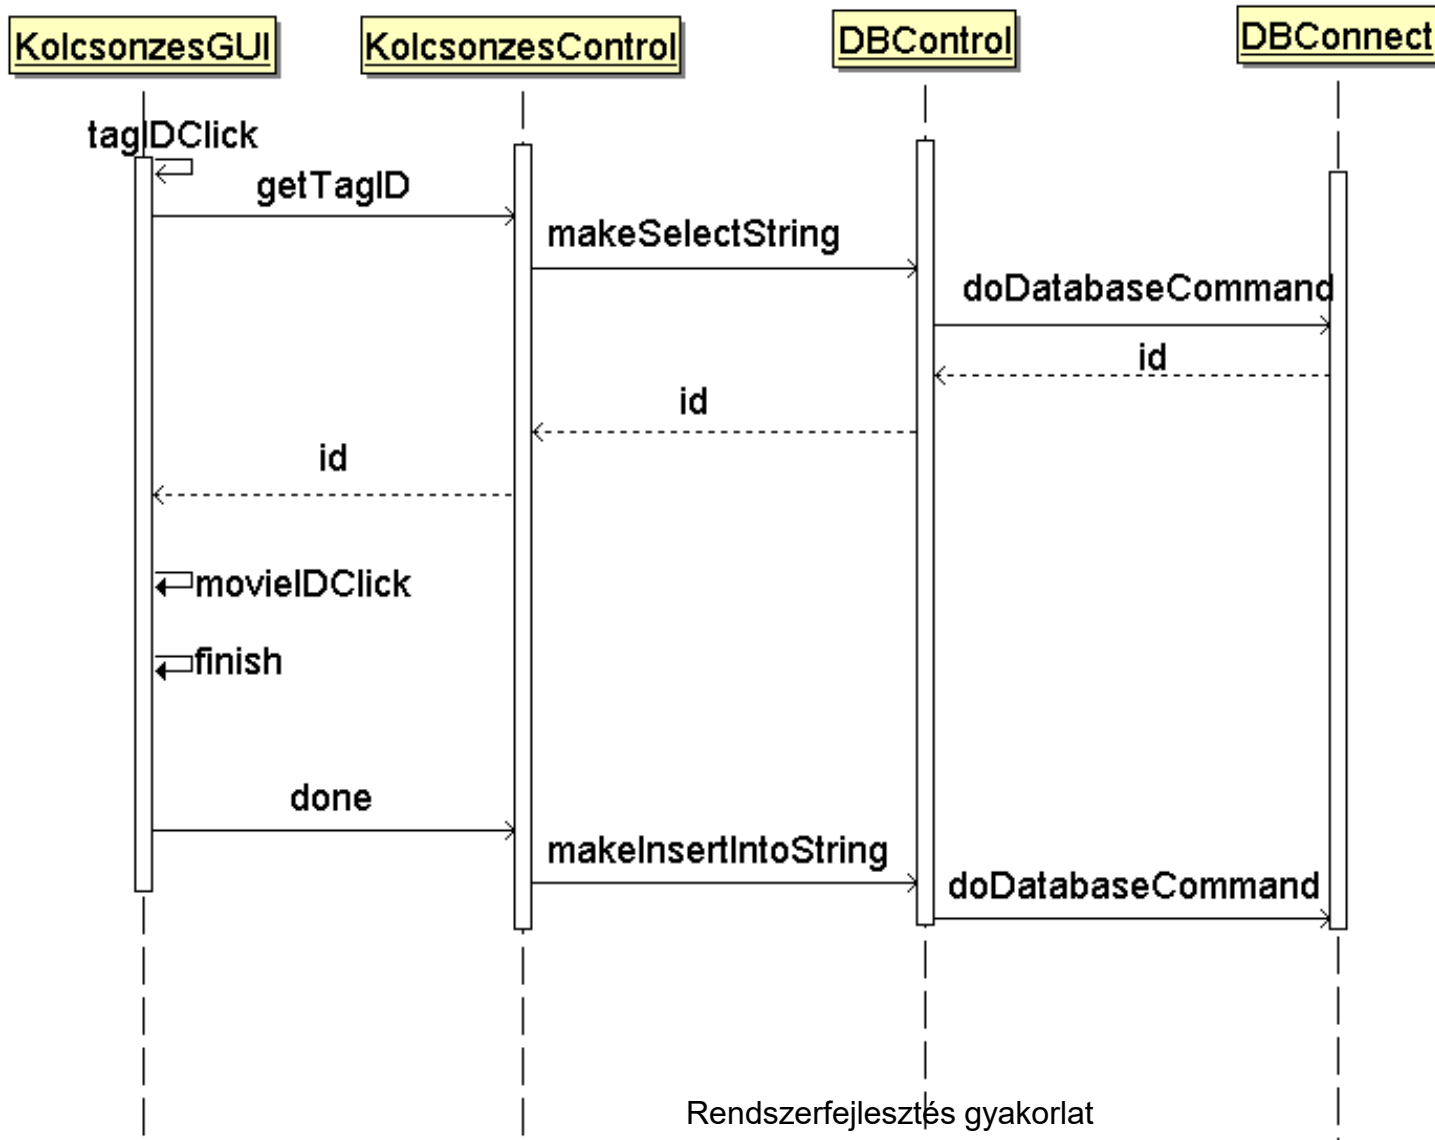 KolcsonzesGUI
KolcsonzesControl
DBControl
DBConnect
tagIDClick
getTagID
makeSelectString
doDatabaseCommand
id
id
id
movieIDClick
finish
done
makeInsertIntoString
doDatabaseCommand
Rendszerfejlesztés gyakorlat